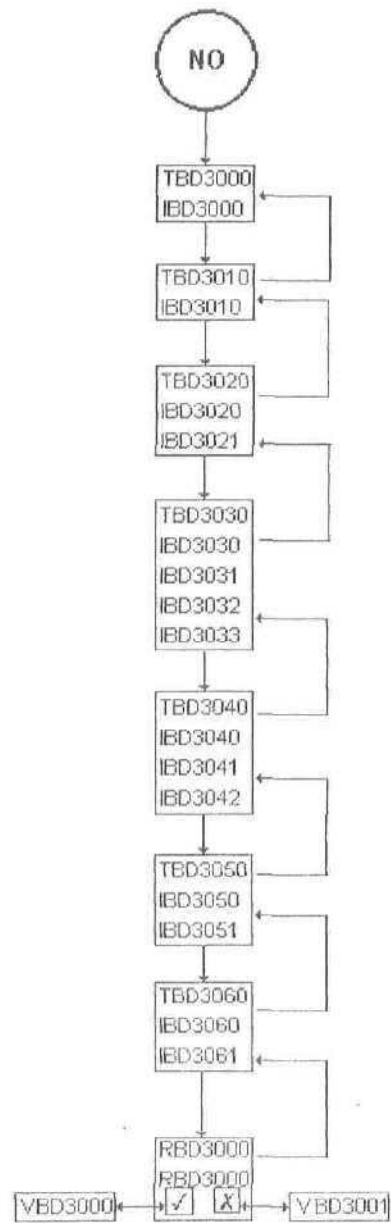 NO
TBD3000
IBD3000
TBD3010
IBD3010
TBD3020
IBD3020
IBD3021
TBD3030
IBD3030
IBD3031
IBD3032
IBD3033
TBD3040
IBD3040
IBD3041
IBD3042
TBD3050
IBD3050
IBD3051
TBD3060
IBD3060
IBD3061
RBD3000
RBD3000
VBD3000 √ X VBD3001